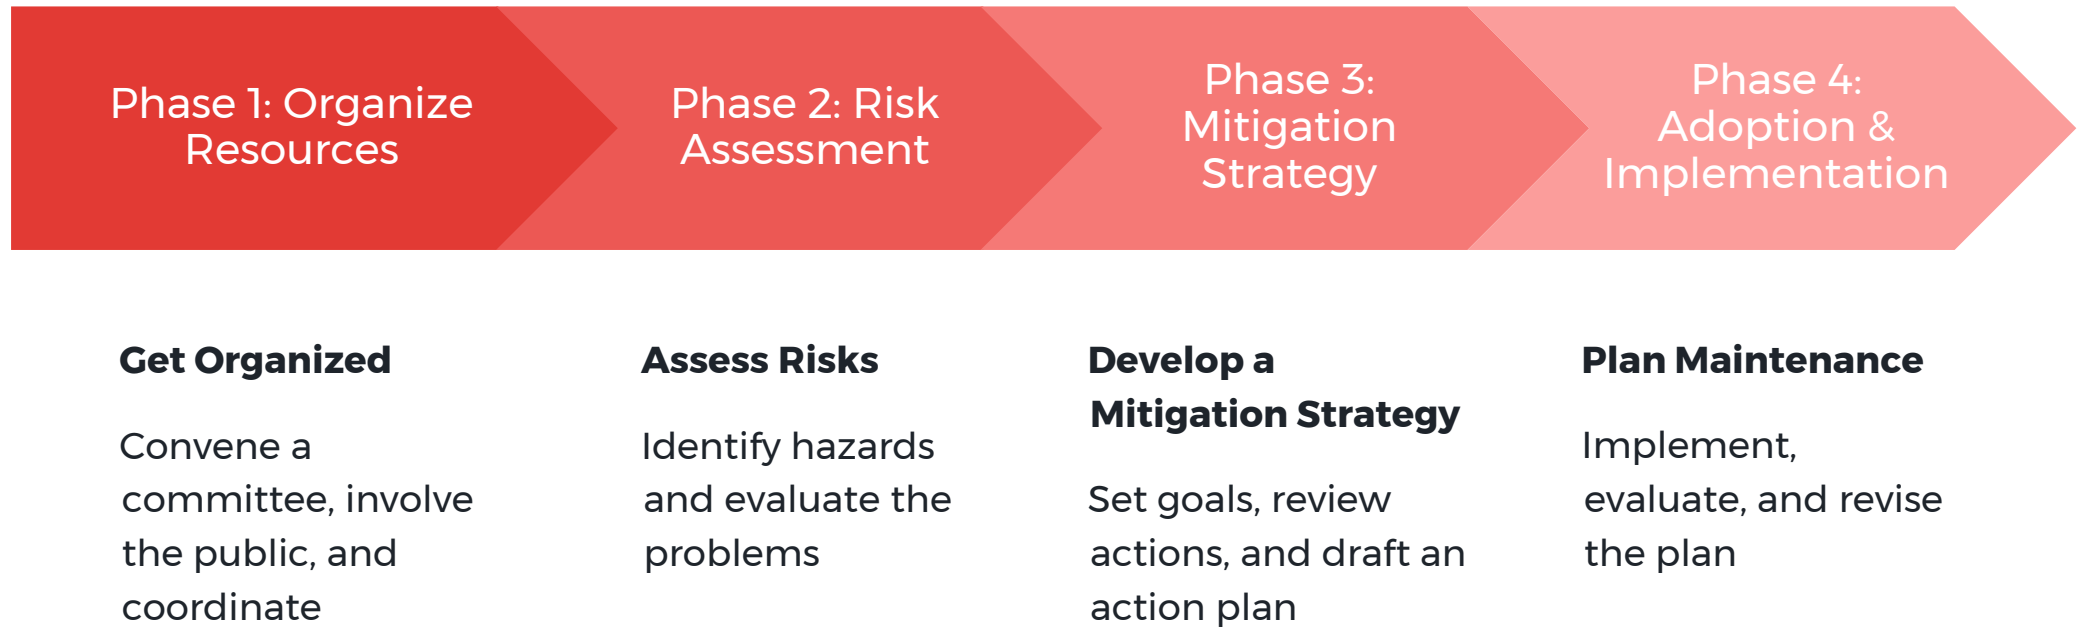 Phase 1: Organize
Resources
Phase 2: Risk
Assessment
Phase 3:
Mitigation
Strategy
Phase 4:
Adoption &
Implementation
Get Organized
Convene a
committee, involve
the public, and
coordinate
Assess Risks
Identify hazards
and evaluate the
problems
Develop a
Mitigation Strategy
Set goals, review
actions, and draft an
action plan
Plan Maintenance
Implement,
evaluate, and revise
the plan